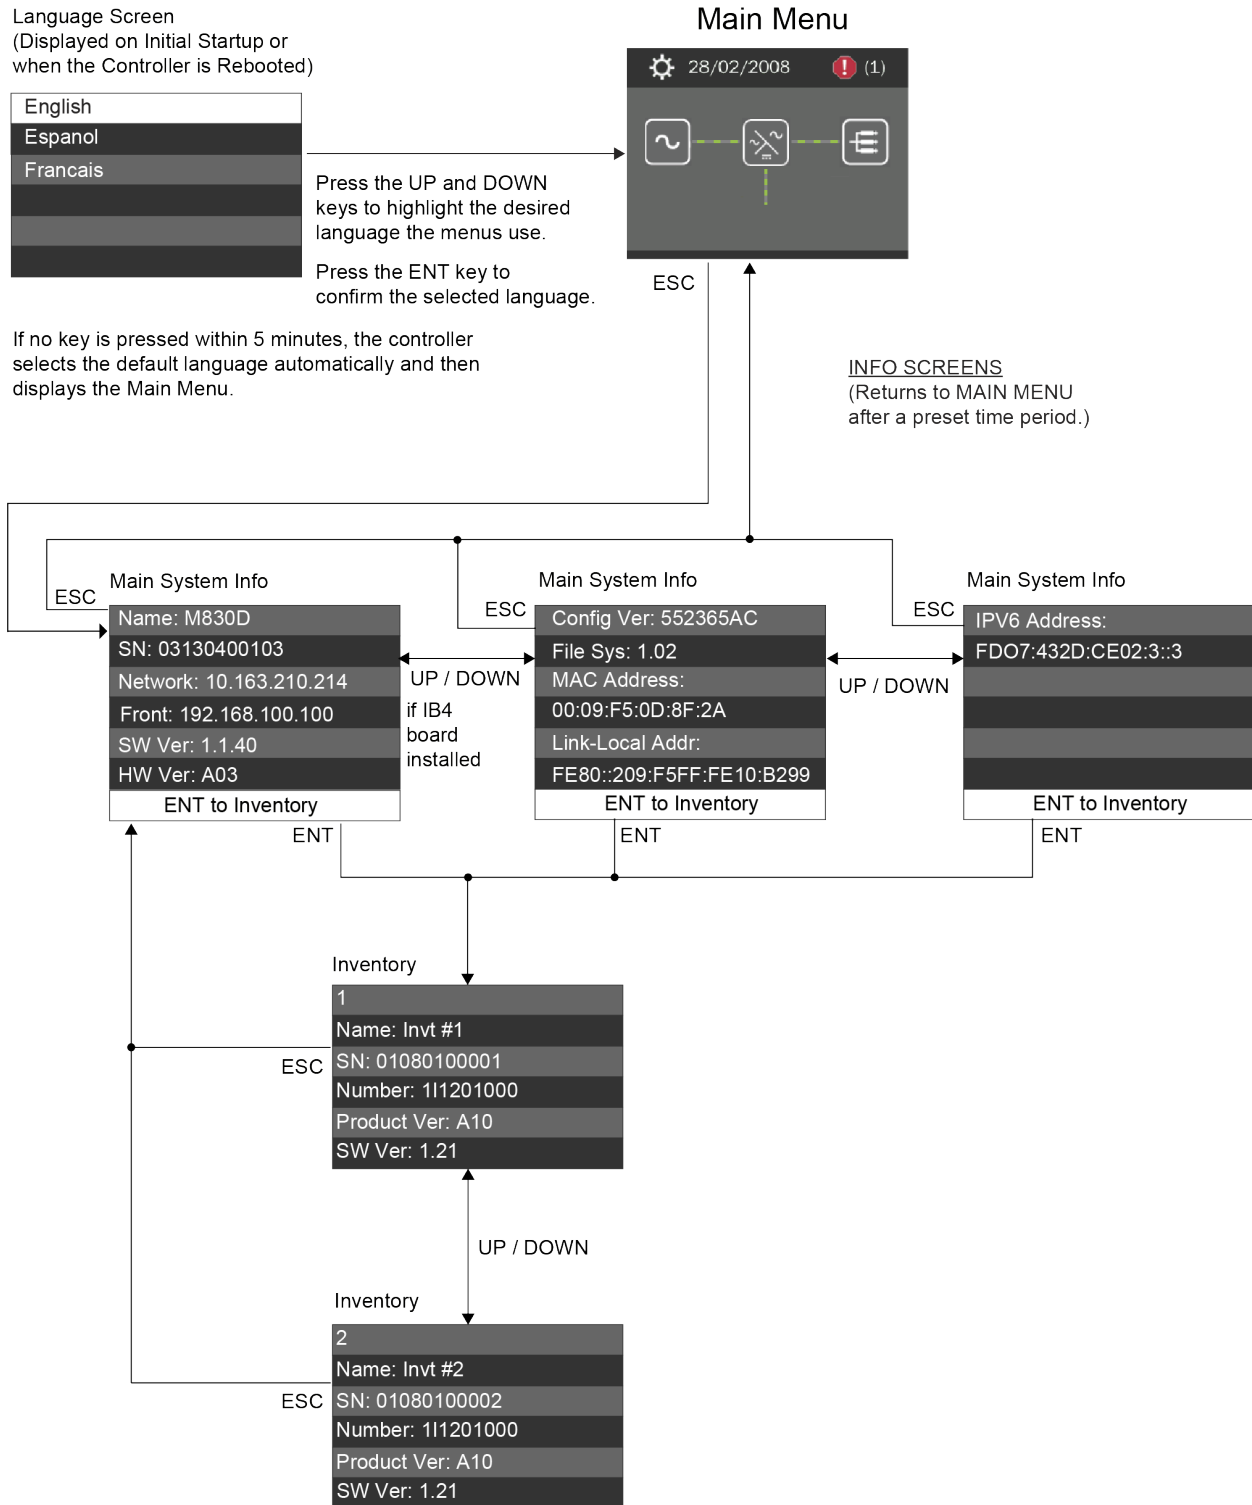 Language Screen
(Displayed on Initial Startup or
when the Controller is Rebooted)
English
Espanol
Francais
Press the UP and DOWN
keys to highlight the desired
language the menus use.
Press the ENT key to
confirm the selected language.
If no key is pressed within 5 minutes, the controller
selects the default language automatically and then
displays the Main Menu.
Main Menu
28/02/2008
(1)
ESC
INFO SCREENS
(Returns to MAIN MENU
after a preset time period.)
ESC
Main System Info
Name: M830D
SN: 03130400103
Network: 10.163.210.214
Front: 192.168.100.100
SW Ver: 1.1.40
HW Ver: A03
ENT to Inventory
ENT
UP / DOWN
if IB4
board
installed
ESC
Main System Info
Config Ver: 552365AC
File Sys: 1.02
MAC Address:
00:09:F5:0D:8F:2A
Link-Local Addr:
FE80::209:F5FF:FE10:B299
ENT to Inventory
ENT
UP / DOWN
ESC
Main System Info
IPV6 Address:
FDO7:432D:CE02:3::3
ENT to Inventory
ENT
Inventory
1
Name: Invt #1
SN: 01080100001
Number: 1I1201000
Product Ver: A10
SW Ver: 1.21
ESC
UP / DOWN
Inventory
2
Name: Invt #2
SN: 01080100002
Number: 1I1201000
Product Ver: A10
SW Ver: 1.21
ESC